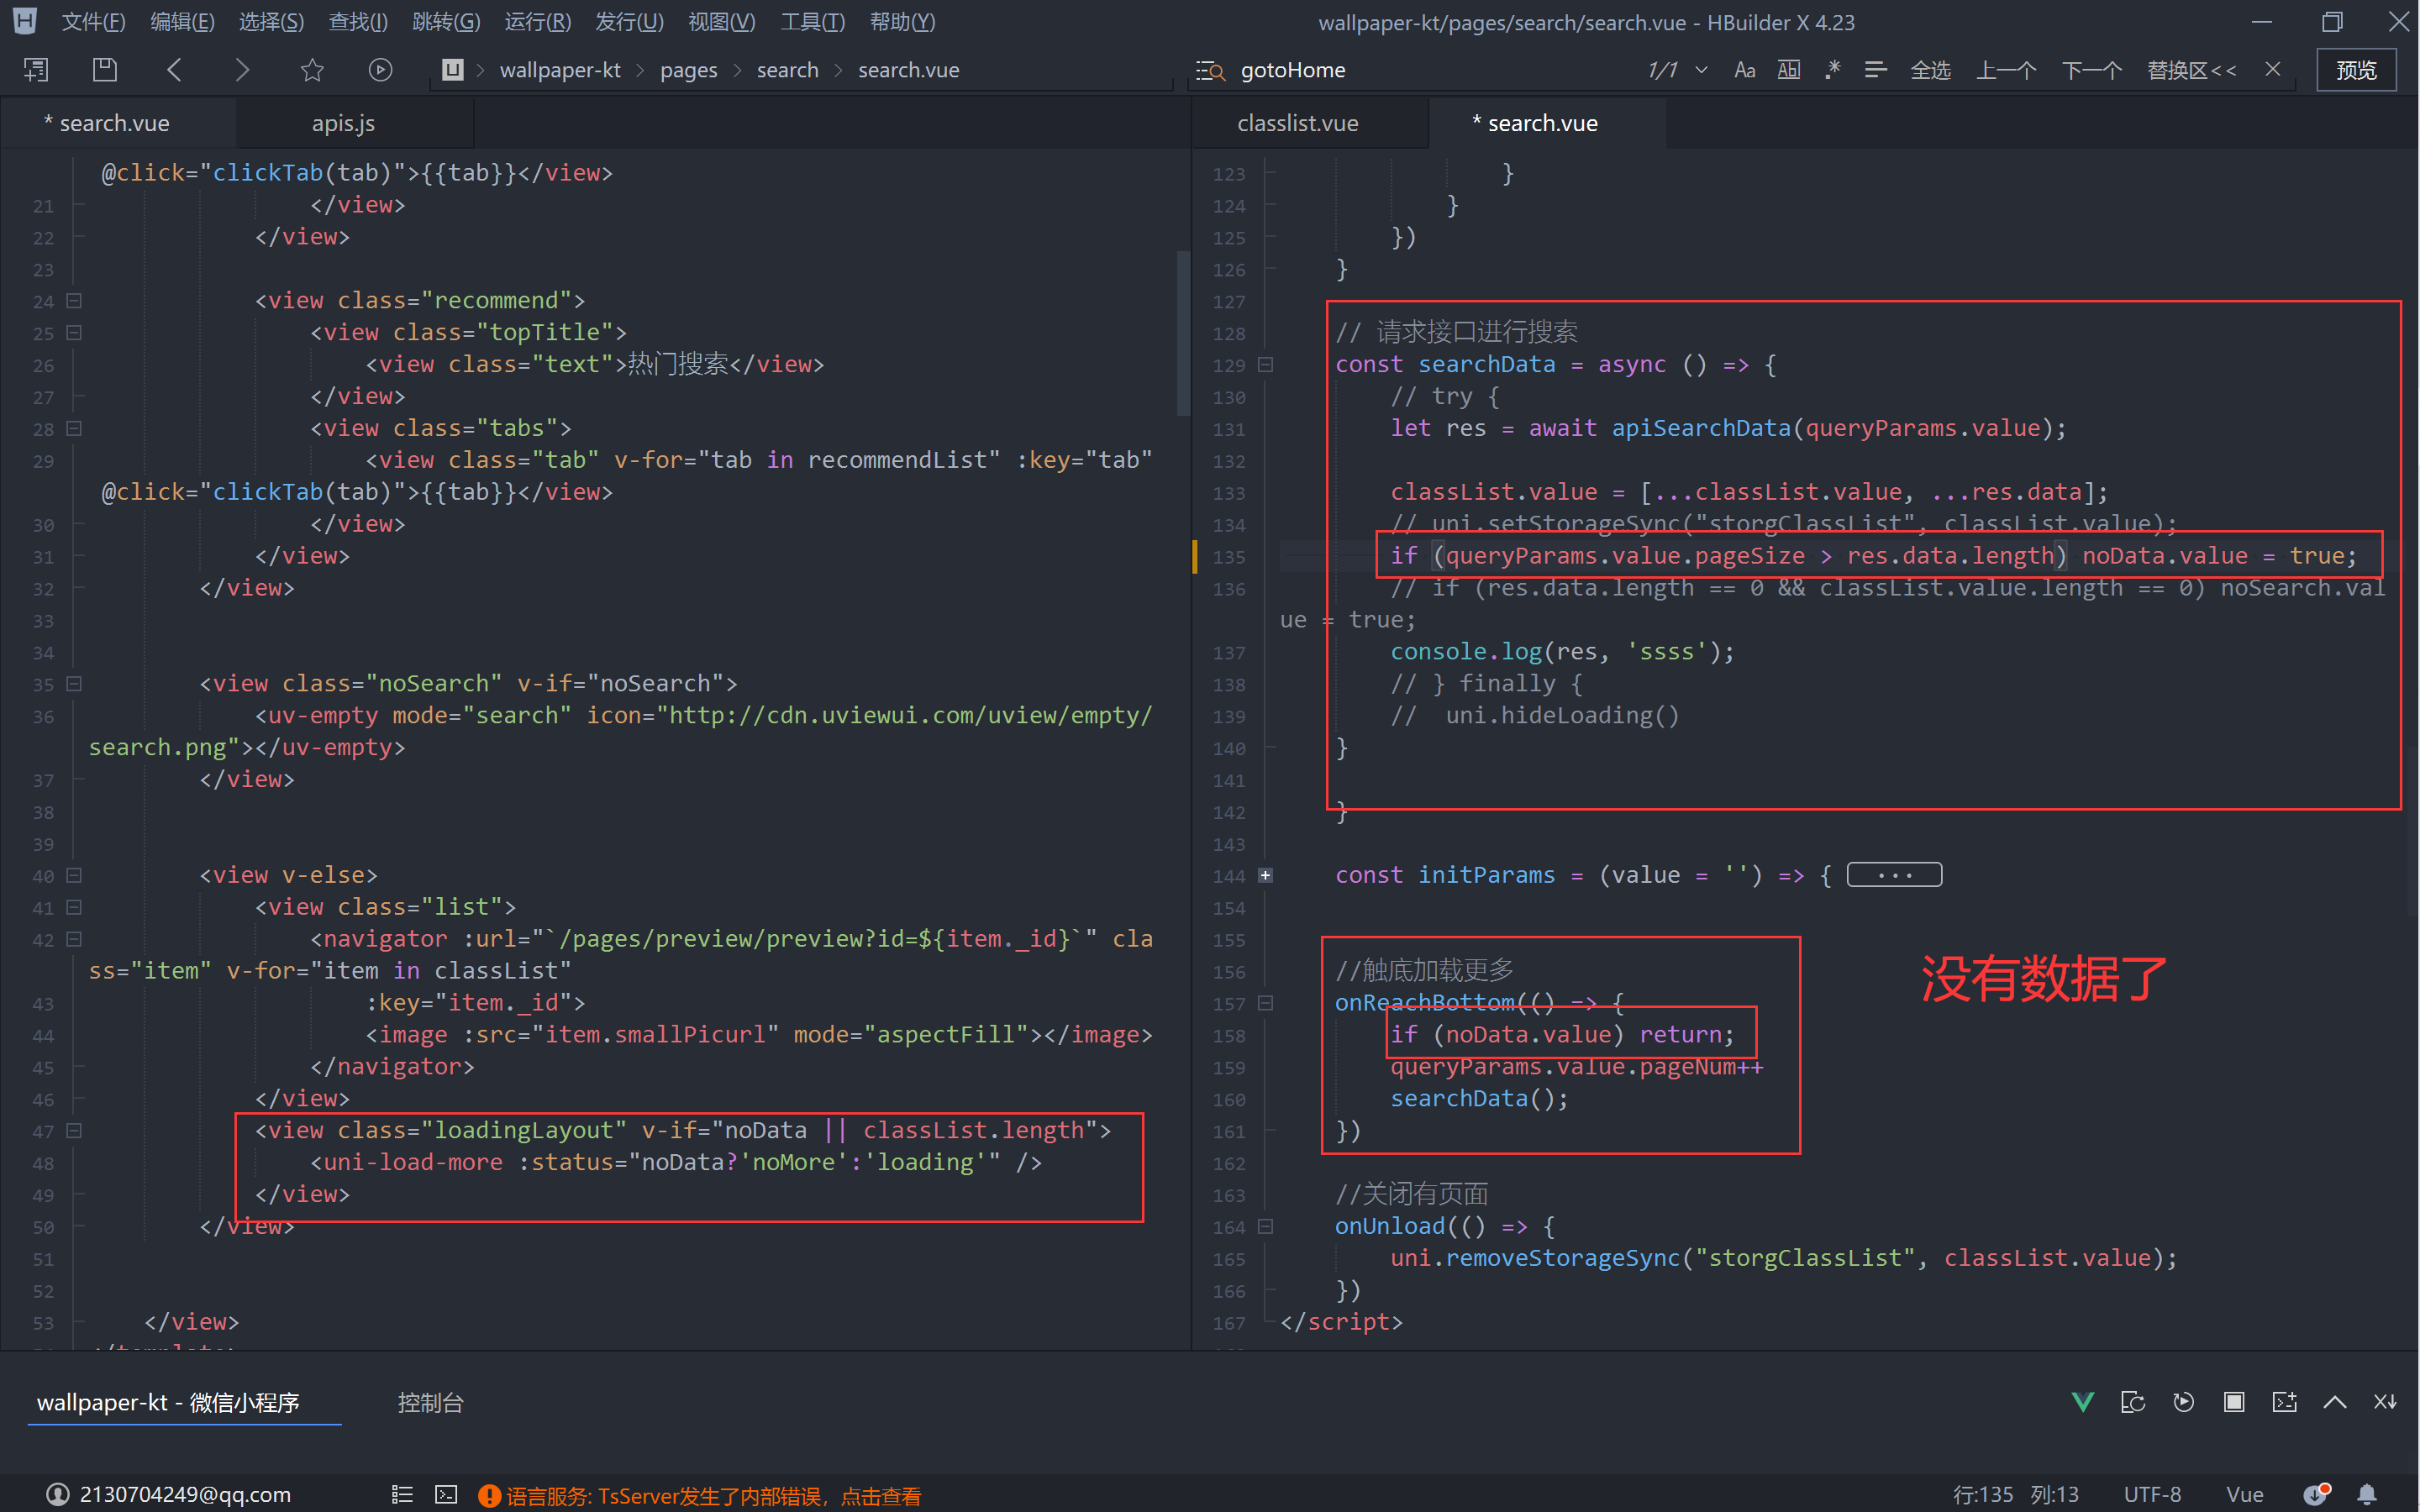 文件(F) 编辑(E) 选择(S) 查找(I) 跳转(G) 运行(R) 发行(U) 视图(V) 工具(T) 帮助(Y) wallpaper-kt/pages/search/search.vue - HBuilder X 4.23
wallpaper-kt > pages > search > search.vue
gotoHome 1/1 Aa Ab .* 全选 上一个 下一个 替换区<< 预览
* search.vue apis.js
@click="clickTab(tab)">{{tab}}</view>
21 </view>
22 </view>
23
24 <view class="recommend">
25 <view class="topTitle">
26 <view class="text">热门搜索</view>
27 </view>
28 <view class="tabs">
29 <view class="tab" v-for="tab in recommendList" :key="tab"
@click="clickTab(tab)">{{tab}}</view>
30 </view>
31 </view>
32 </view>
33
34
35 <view class="noSearch" v-if="noSearch">
36 <uv-empty mode="search" icon="http://cdn.uviewui.com/uview/empty/
search.png"></uv-empty>
37 </view>
38
39
40 <view v-else>
41 <view class="list">
42 <navigator :url="`/pages/preview/preview?id=${item._id}`" cla
ss="item" v-for="item in classList"
43 :key="item._id">
44 <image :src="item.smallPicurl" mode="aspectFill"></image>
45 </navigator>
46 </view>
47 <view class="loadingLayout" v-if="noData || classList.length">
48 <uni-load-more :status="noData?'noMore':'loading'" />
49 </view>
50 </view>
51
52
53 </view>
classlist.vue * search.vue
123 }
124 }
125 })
126 }
127
128 // 请求接口进行搜索
129 const searchData = async () => {
130 // try {
131 let res = await apiSearchData(queryParams.value);
132
133 classList.value = [...classList.value, ...res.data];
134 // uni.setStorageSync("storgClassList", classList.value);
135 if (queryParams.value.pageSize > res.data.length) noData.value = true;
136 // if (res.data.length == 0 && classList.value.length == 0) noSearch.val
ue = true;
137 console.log(res, 'ssss');
138 // } finally {
139 // uni.hideLoading()
140 }
141
142 }
143
144 const initParams = (value = '') => { ...
154
155
156 //触底加载更多
157 onReachBottom(() => {
158 if (noData.value) return;
159 queryParams.value.pageNum++
160 searchData();
161 })
162
163 //关闭有页面
164 onUnload(() => {
165 uni.removeStorageSync("storgClassList", classList.value);
166 })
167 </script>
没有数据了
wallpaper-kt - 微信小程序 控制台
2130704249@qq.com 语言服务: TsServer发生了内部错误，点击查看 行:135 列:13 UTF-8 Vue